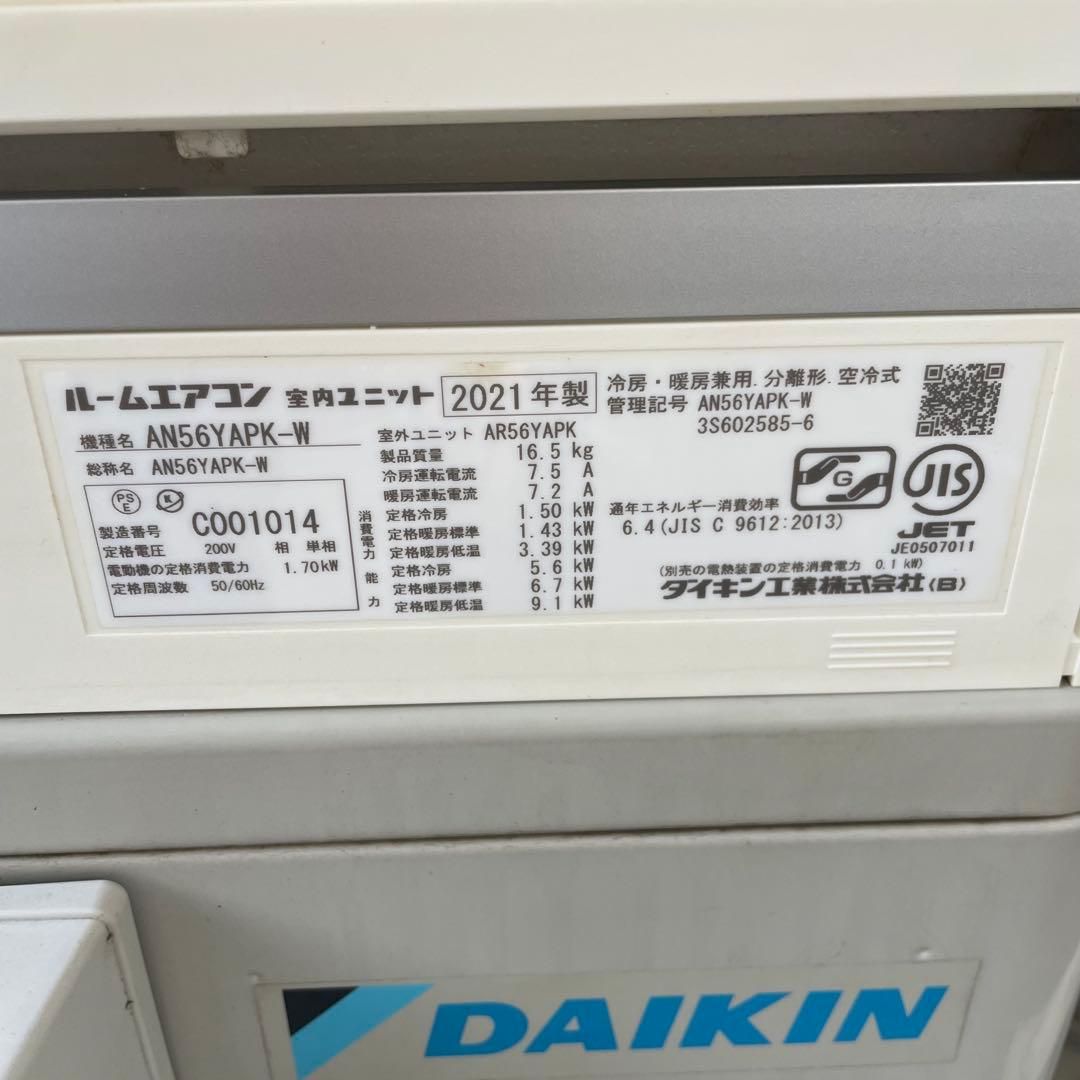 ルームエアコン 室内ユニット 2021年製
冷房・暖房兼用.分離形.空冷式
管理記号 AN56YAPK-W
3S602585-6
機種名 AN56YAPK-W
総称名 AN56YAPK-W
PS
E
製造番号 C001014
定格電圧 200V 相 単相
電動機の定格消費電力 1.70kW
定格周波数 50/60Hz
室外ユニット AR56YAPK
製品質量 16.5 kg
冷房運転電流 7.5 A
暖房運転電流 7.2 A
消費電力
定格冷房 1.50 kW
定格暖房標準 1.43 kW
定格暖房低温 3.39 kW
能力
定格冷房 5.6 kW
定格暖房標準 6.7 kW
定格暖房低温 9.1 kW
G
JIS
JET
JE0507011
通年エネルギー消費効率
6.4(JIS C 9612:2013)
(別売の電熱装置の定格消費電力 0.1kW)
ダイキン工業株式会社(B)
DAIKIN